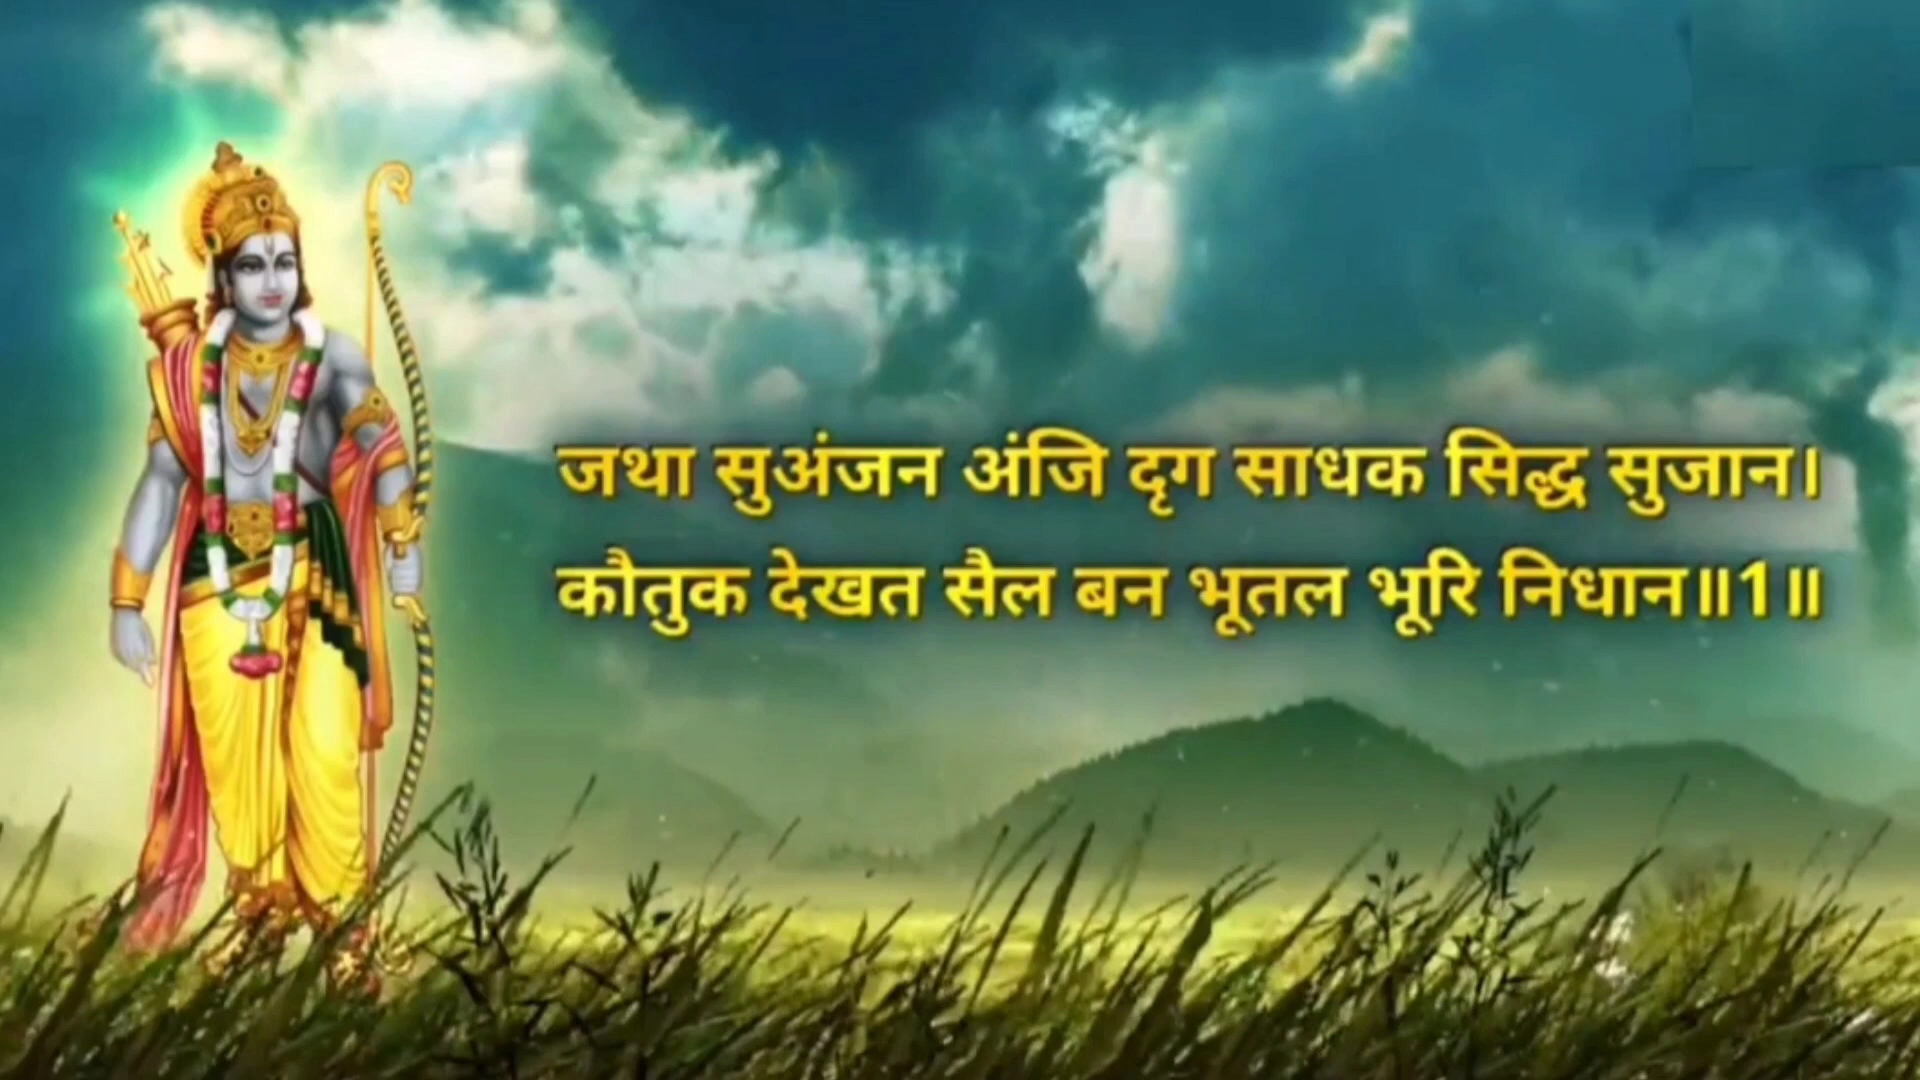 जथा सुअंजन अंजि दृग साधक सिद्ध सुजान।
कौतुक देखत सैल बन भूतल भूरि निधान॥1॥